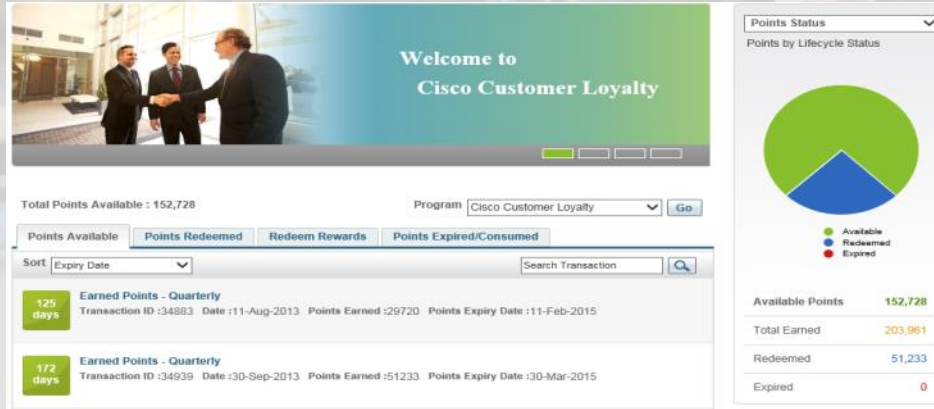 Welcome to
Cisco Customer Loyalty
Total Points Available : 152,728
Program Cisco Customer Loyalty Go
Points Available Points Redeemed Redeem Rewards Points Expired/Consumed
Sort Expiry Date Search Transaction
125 days
Earned Points - Quarterly
Transaction ID :34883 Date :11-Aug-2013 Points Earned :29720 Points Expiry Date :11-Feb-2015
172 days
Earned Points - Quarterly
Transaction ID :34939 Date :30-Sep-2013 Points Earned :51233 Points Expiry Date :30-Mar-2015
Points Status
Points by Lifecycle Status
Available
Redeemed
Expired
Available Points 152,728
Total Earned 203,961
Redeemed 51,233
Expired 0